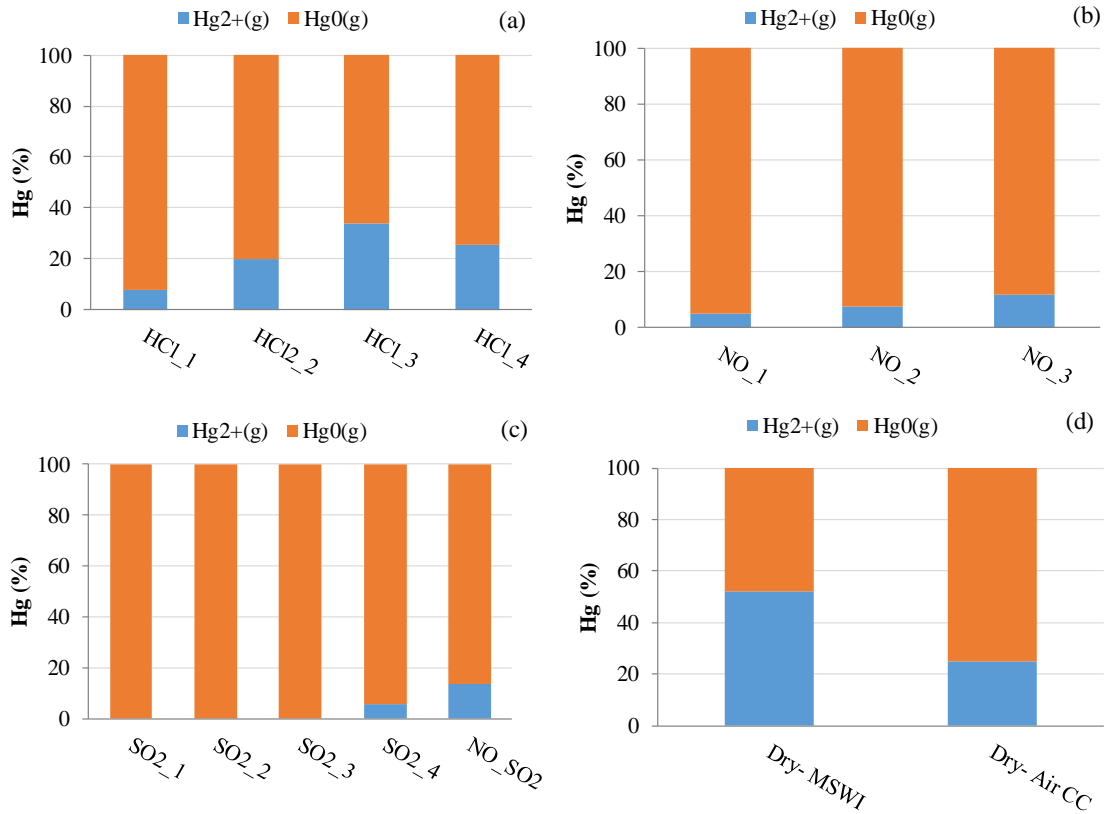 Hg2+(g) Hg0(g) (a)
100
80
60
40
20
0
Hg (%)
HCl_1 HCl2_2 HCl_3 HCl_4
Hg2+(g) Hg0(g) (b)
100
80
60
40
20
0
Hg (%)
NO_1 NO_2 NO_3
Hg2+(g) Hg0(g) (c)
100
80
60
40
20
0
Hg (%)
SO2_1 SO2_2 SO2_3 SO2_4 NO_SO2
Hg2+(g) Hg0(g) (d)
100
80
60
40
20
0
Hg (%)
Dry- MSWI Dry- Air CC